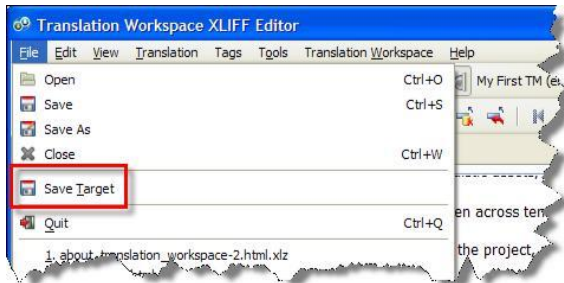 Translation Workspace XLIFF Editor
File Edit View Translation Tags Tools Translation Workspace Help
Open Ctrl+O
My First TM
Save Ctrl+S
Save As
Close Ctrl+W
Save Target
Quit Ctrl+Q
en across
the project,
1. about_translation_workspace-2.html.xlz